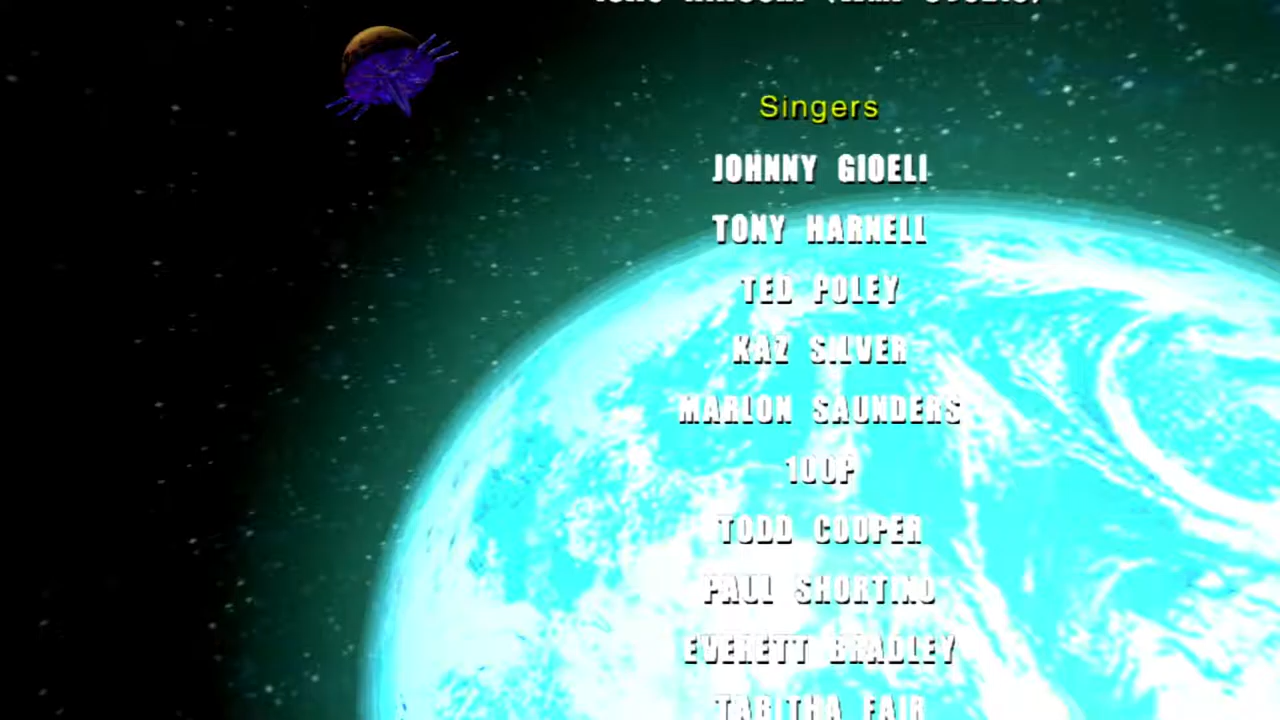 Singers
JOHNNY GIOELI
TONY HARNELL
TED POLEY
KAZ SILVER
MARLON SAUNDERS
100P
TODD COOPER
PAUL SHORTINO
EVERETT BRADLEY
TABITHA FAIR